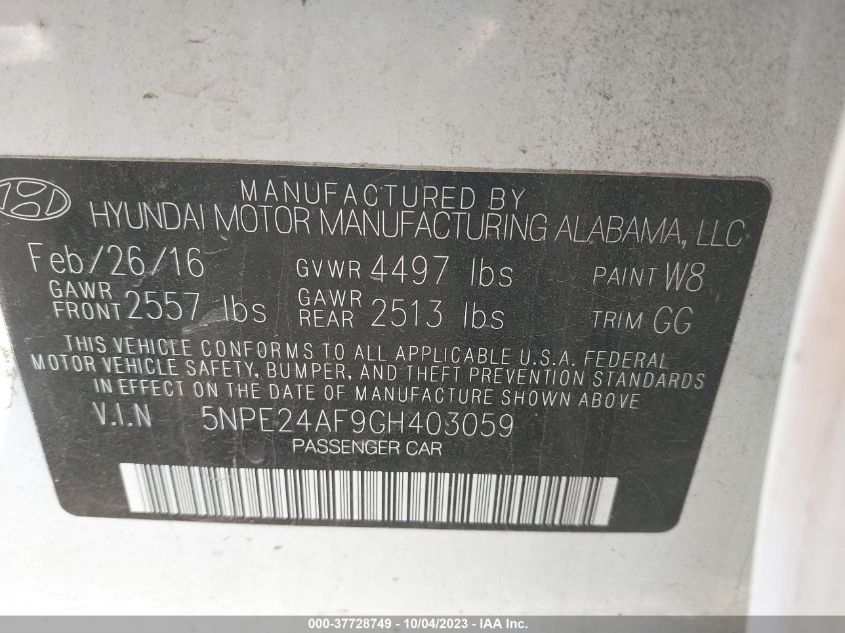 MANUFACTURED BY
HYUNDAI MOTOR MANUFACTURING ALABAMA, LLC
Feb/26/16 GVWR 4497 lbs PAINT W8
GAWR FRONT 2557 lbs GAWR REAR 2513 lbs TRIM GG
THIS VEHICLE CONFORMS TO ALL APPLICABLE U.S.A. FEDERAL
MOTOR VEHICLE SAFETY, BUMPER, AND THEFT PREVENTION STANDARDS
IN EFFECT ON THE DATE OF MANUFACTURE SHOWN ABOVE
V.I.N 5NPE24AF9GH403059
PASSENGER CAR
000-37728749 - 10/04/2023 - IAAI Inc.